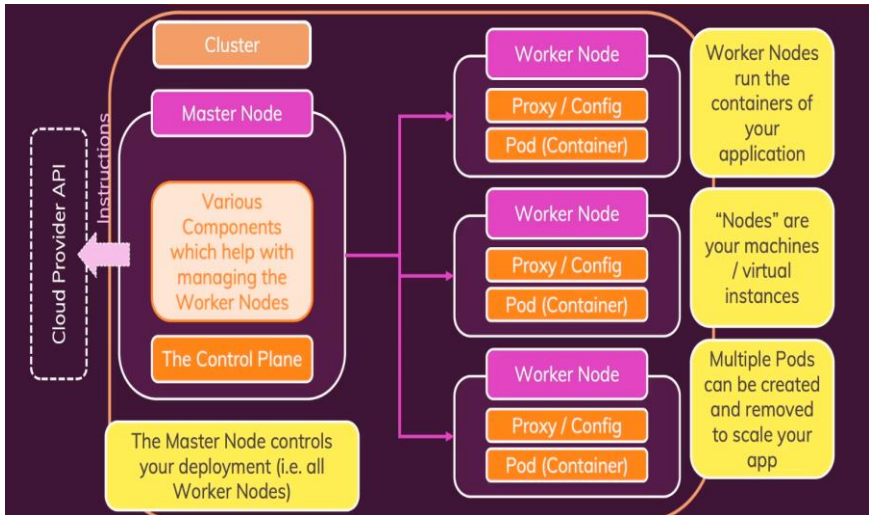 Cluster
Master Node
Instructions
Cloud Provider API
Various
Components
which help with
managing the
Worker Nodes
The Control Plane
The Master Node controls
your deployment (i.e. all
Worker Nodes)
Worker Node
Proxy / Config
Pod (Container)
Worker Node
Proxy / Config
Pod (Container)
Worker Node
Proxy / Config
Pod (Container)
Worker Nodes
run the
containers of
your
application
“Nodes” are
your machines
/ virtual
instances
Multiple Pods
can be created
and removed
to scale your
app